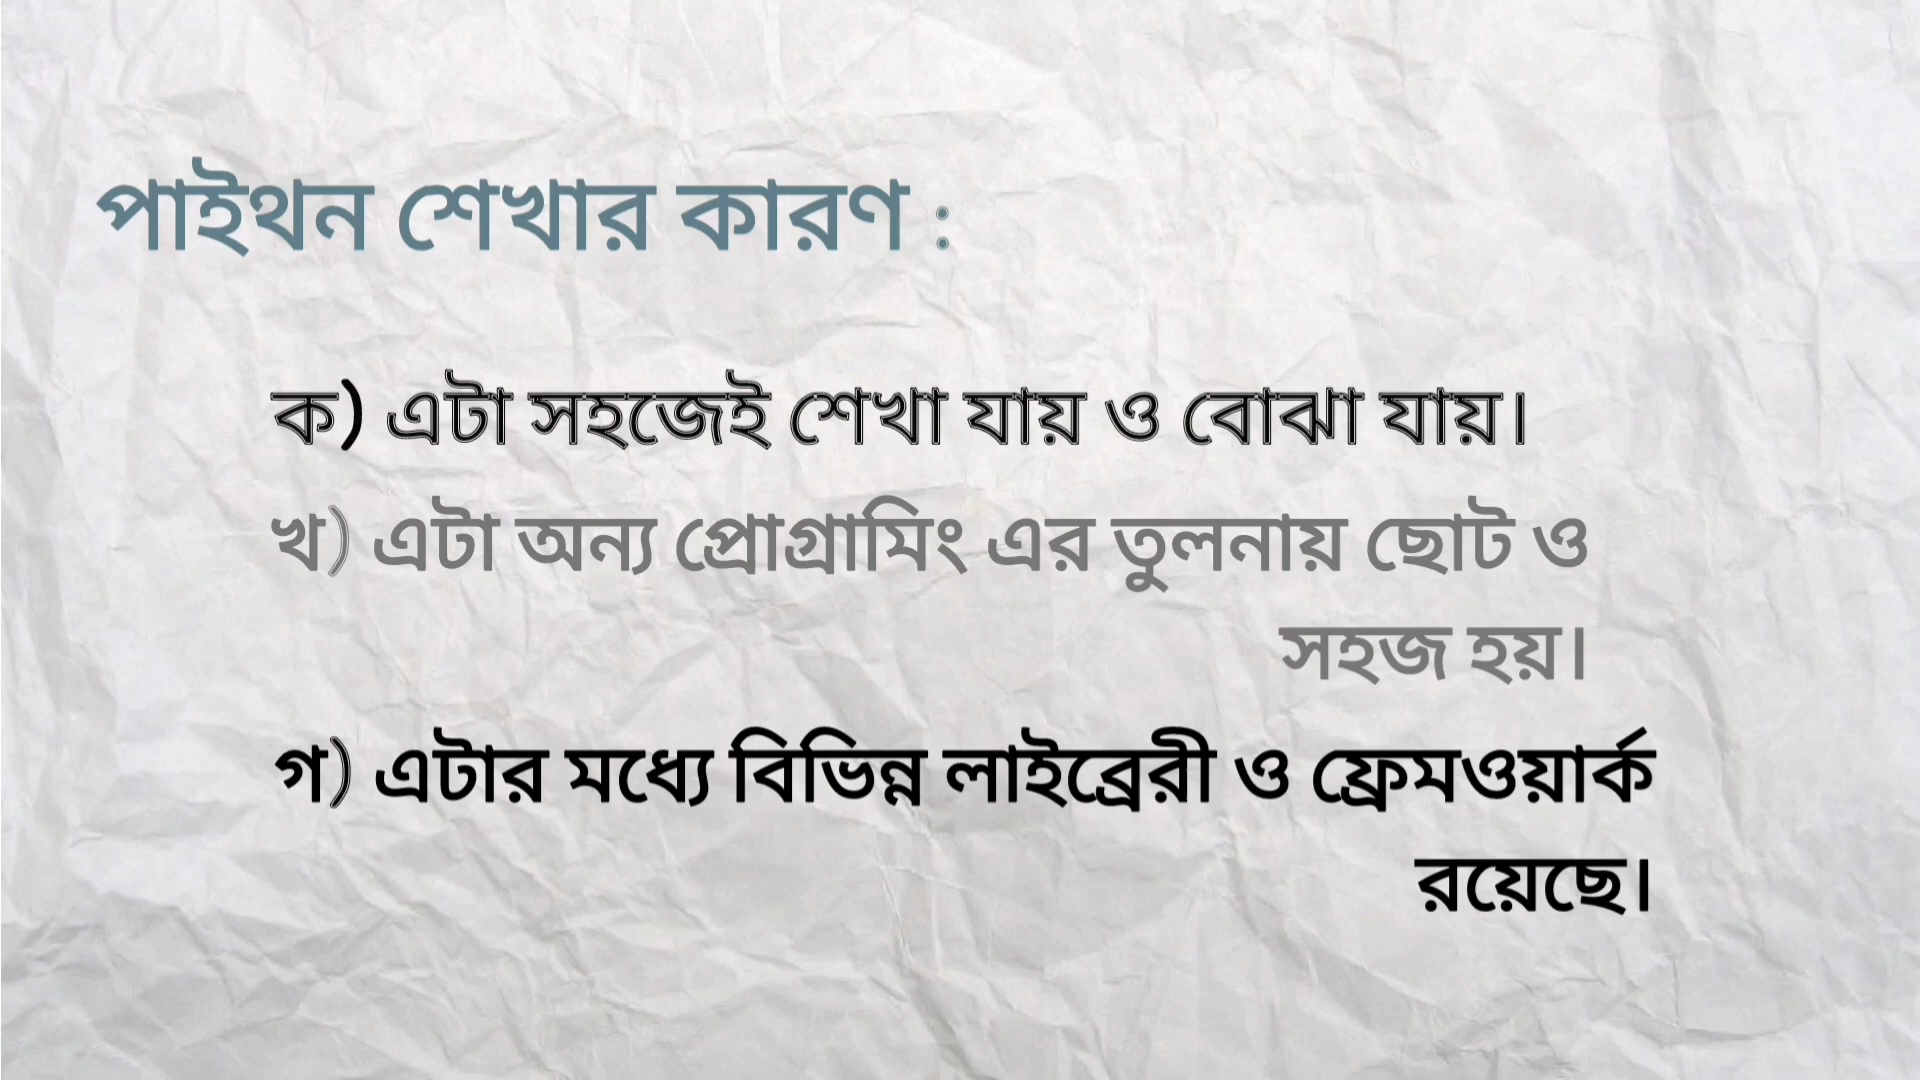 পাইথন শেখার কারণ :
ক) এটা সহজেই শেখা যায় ও বোঝা যায়।
খ) এটা অন্য প্রোগ্রামিং এর তুলনায় ছোট ও
সহজ হয়।
গ) এটার মধ্যে বিভিন্ন লাইব্রেরী ও ফ্রেমওয়ার্ক
রয়েছে।